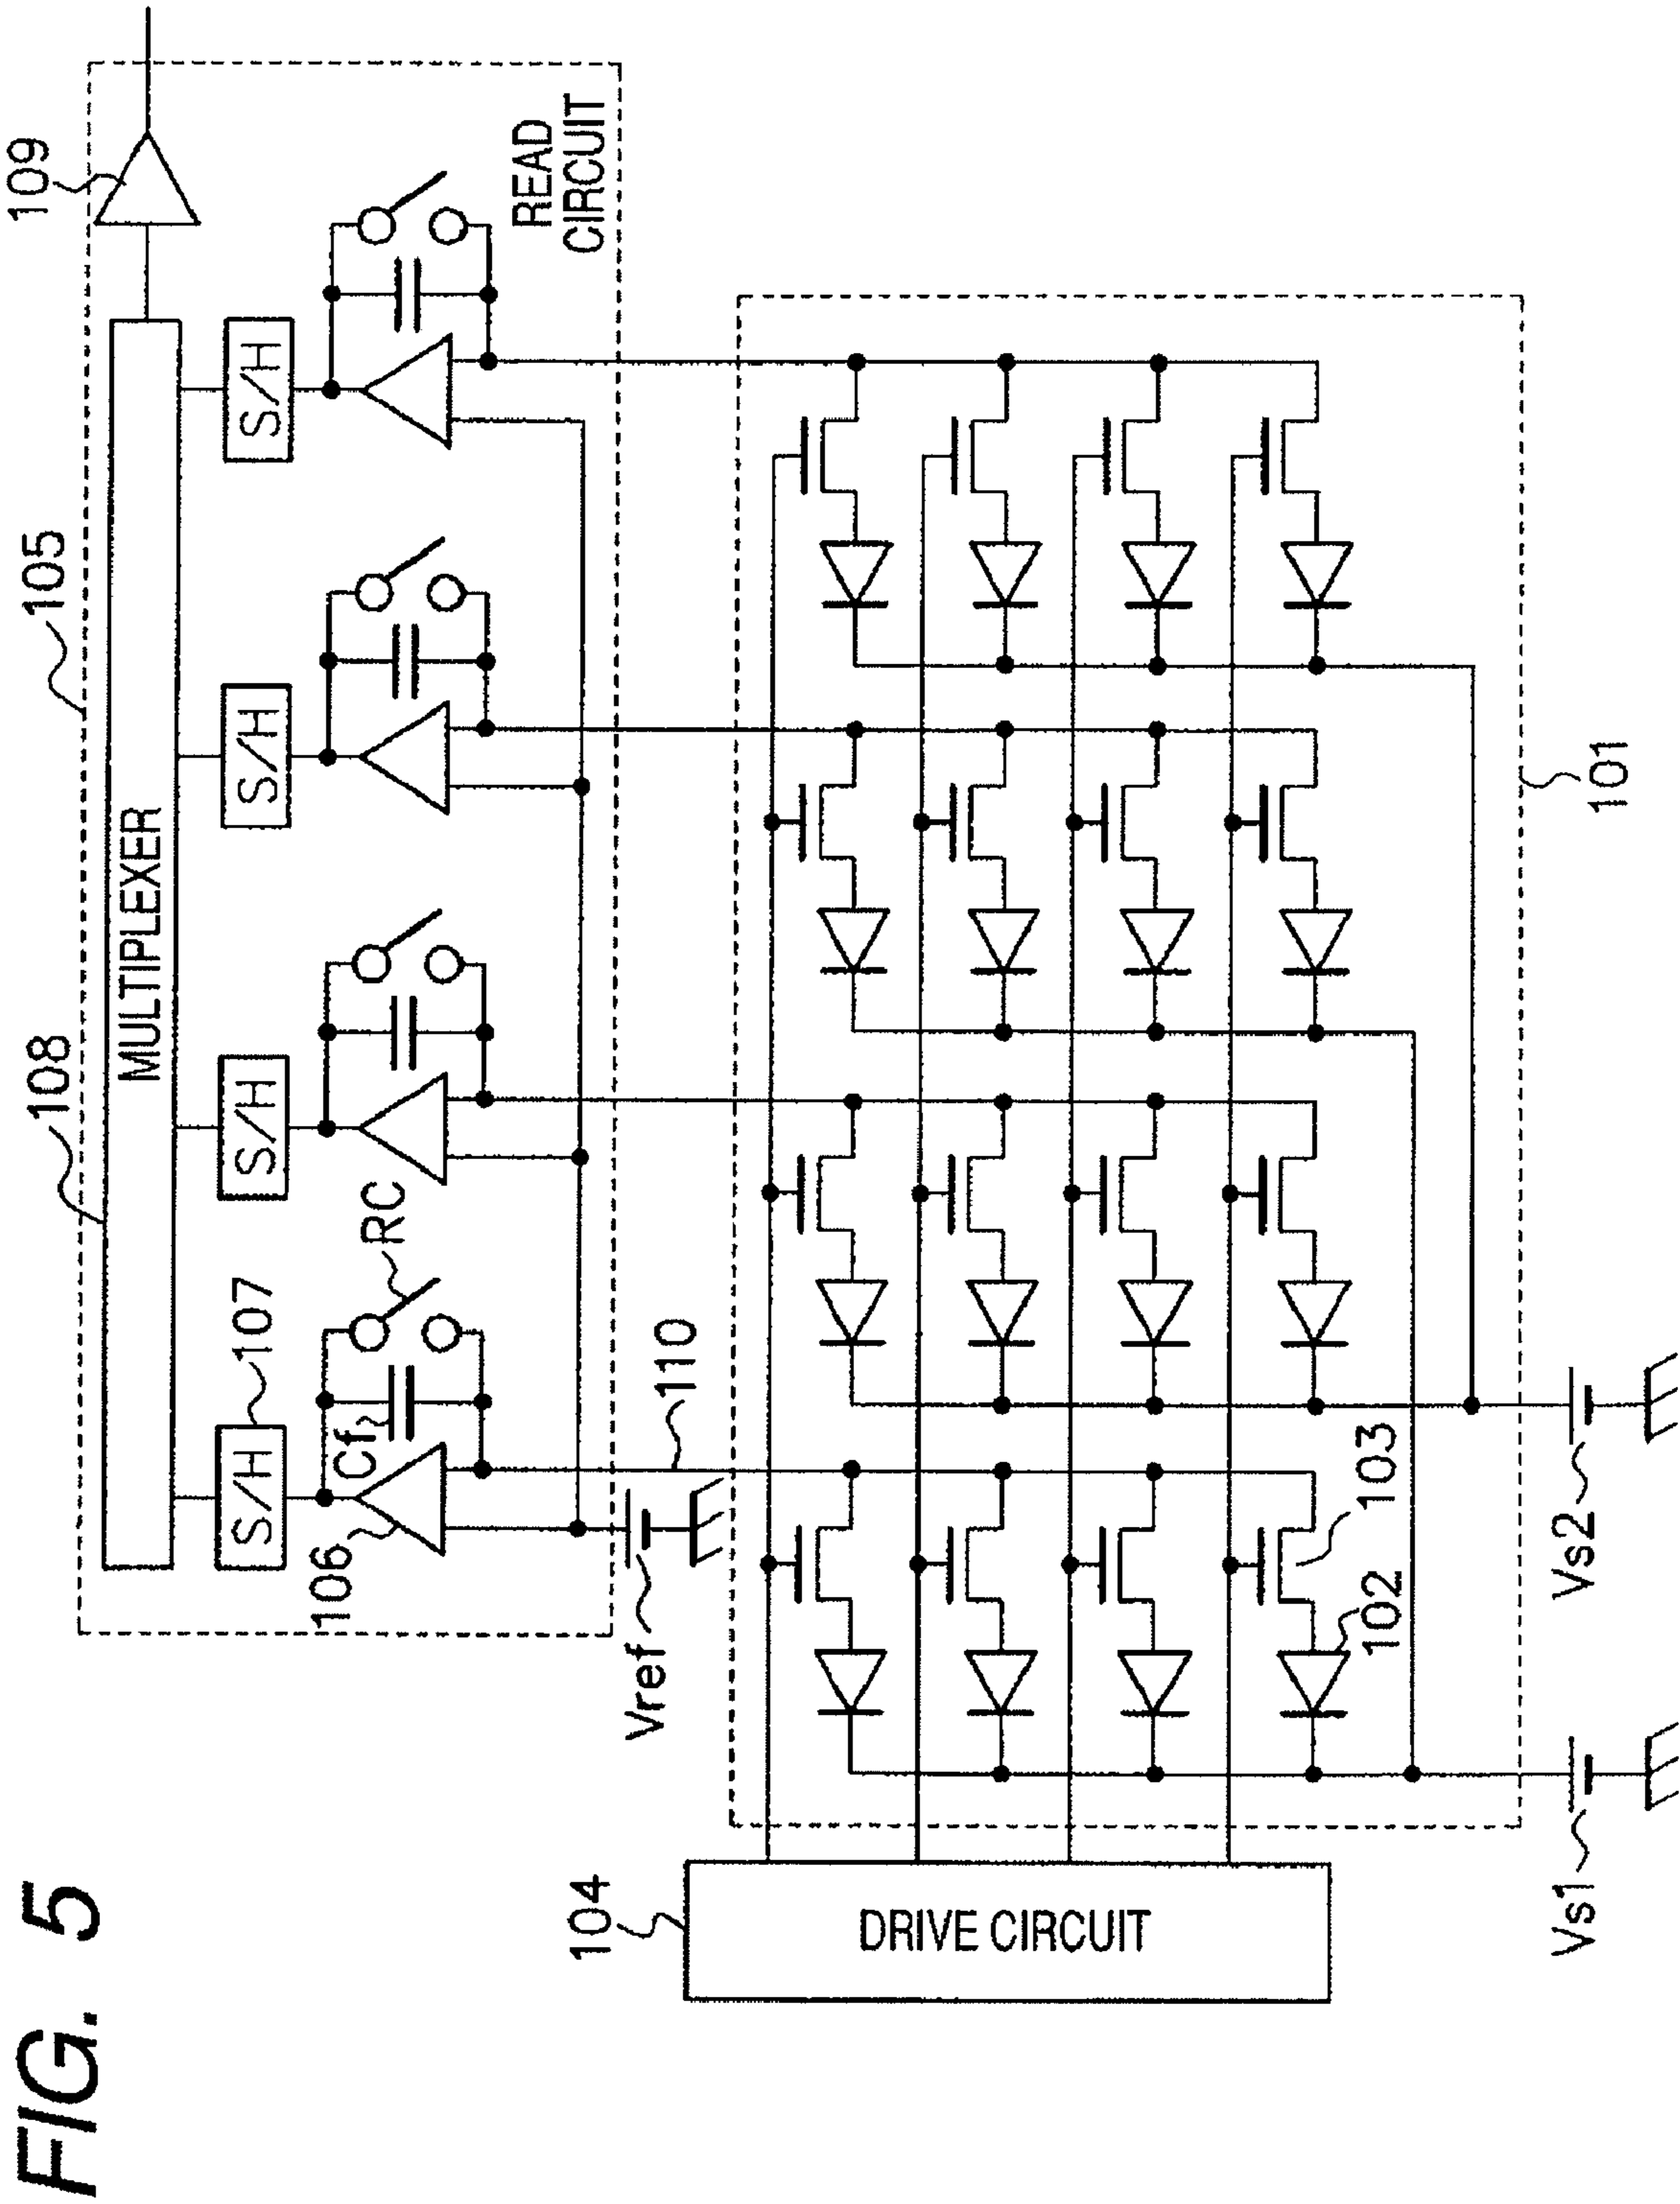 FIG. 5
109
105
108
MULTIPLEXER
S/H
S/H
S/H
S/H
107
RC
Cf
106
READ
CIRCUIT
110
Vref
104
DRIVE CIRCUIT
103
102
101
Vs1
Vs2